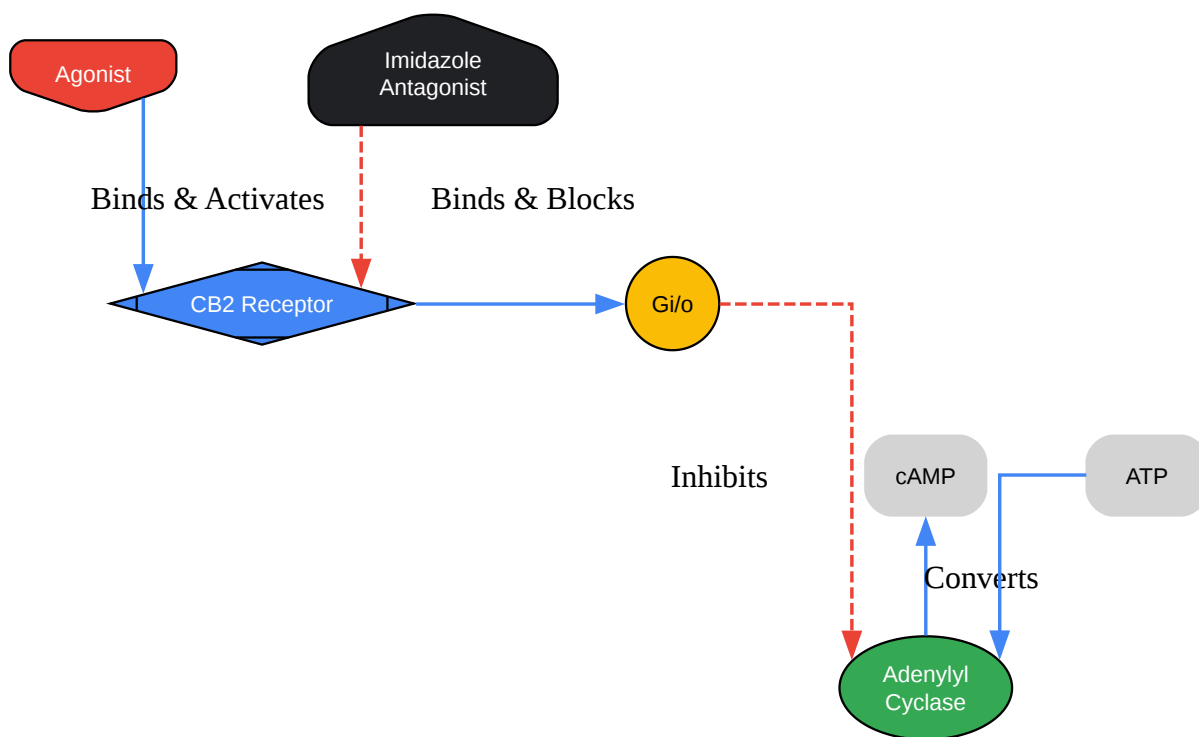 Agonist
Imidazole
Antagonist
Binds & Activates
Binds & Blocks
CB2 Receptor
Gi/o
Inhibits
cAMP
ATP
Converts
Adenylyl
Cyclase